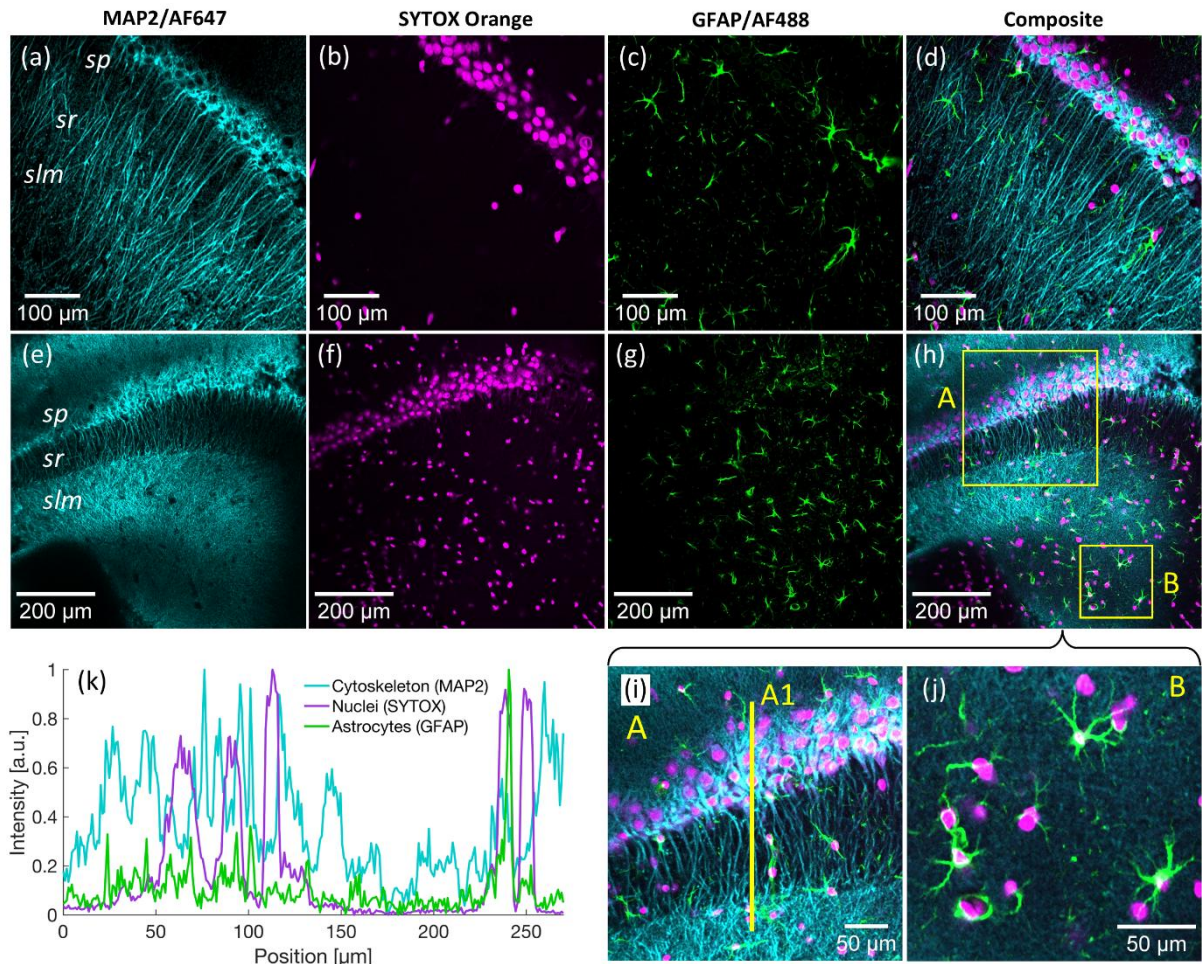 MAP2/AF647 SYTOX Orange GFAP/AF488 Composite
(a) (b) (c) (d)
sp
sr
slm
100 µm 100 µm 100 µm 100 µm
(e) (f) (g) (h)
A
sp
sr
slm
B
200 µm 200 µm 200 µm 200 µm
(k)
1
0.8
0.6
0.4
0.2
0
Intensity [a.u.]
Cytoskeleton (MAP2)
Nuclei (SYTOX)
Astrocytes (GFAP)
0 50 100 150 200 250
Position [µm]
(i) A1
A
50 µm
(j) B
50 µm